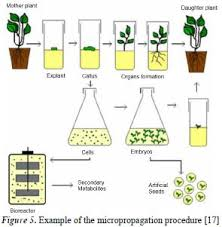 Mother plant
Daughter plant
Explant
Callus
Organs formation
Cells
Embryos
Secondary
Metabolites
Artificial
Seeds
Bioreactor
Figure 5. Example of the micropropagation procedure [17]